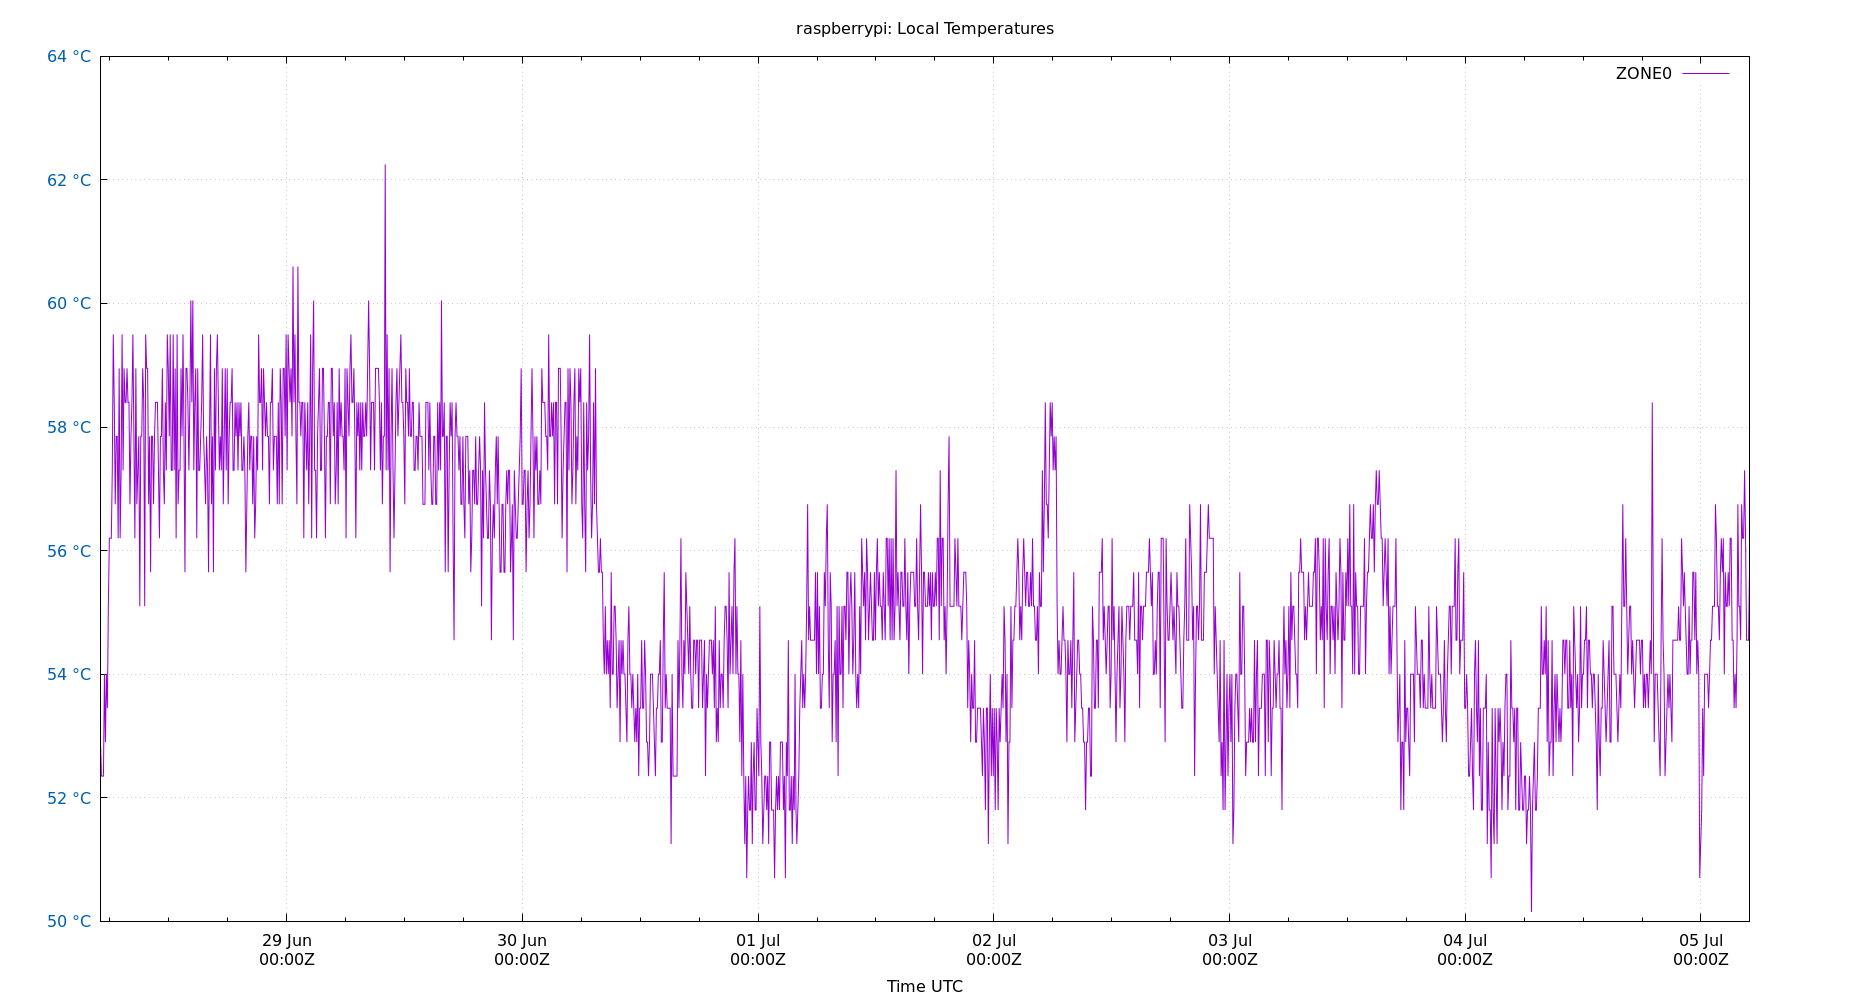 raspberrypi: Local Temperatures
64 °C
ZONE0
62 °C
60 °C
58 °C
56 °C
54 °C
52 °C
50 °C
29 Jun 30 Jun 01 Jul 02 Jul 03 Jul 04 Jul 05 Jul
00:00Z 00:00Z 00:00Z 00:00Z 00:00Z 00:00Z 00:00Z
Time UTC